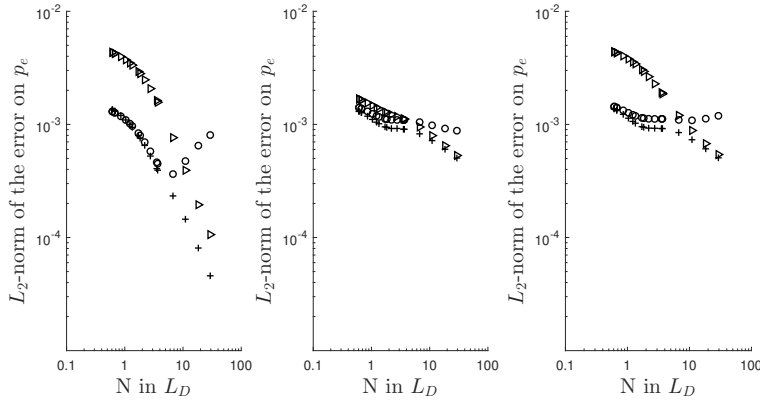 10^-2
10^-3
10^-4
0.1 1 10 100
N in L_D
L_2-norm of the error on p_e
10^-2
10^-3
10^-4
0.1 1 10 100
N in L_D
L_2-norm of the error on p_e
10^-2
10^-3
10^-4
0.1 1 10 100
N in L_D
L_2-norm of the error on p_e